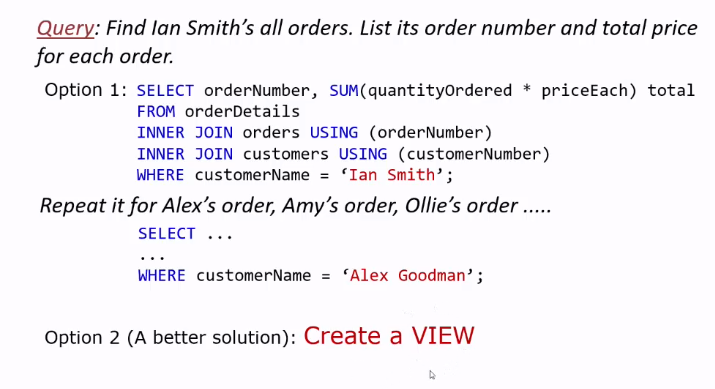 Query: Find Ian Smith’s all orders. List its order number and total price
for each order.
Option 1: SELECT orderNumber, SUM(quantityOrdered * priceEach) total
FROM orderDetails
INNER JOIN orders USING (orderNumber)
INNER JOIN customers USING (customerNumber)
WHERE customerName = ‘Ian Smith’;
Repeat it for Alex’s order, Amy’s order, Ollie’s order .....
SELECT ...
...
WHERE customerName = ‘Alex Goodman’;
Option 2 (A better solution): Create a VIEW